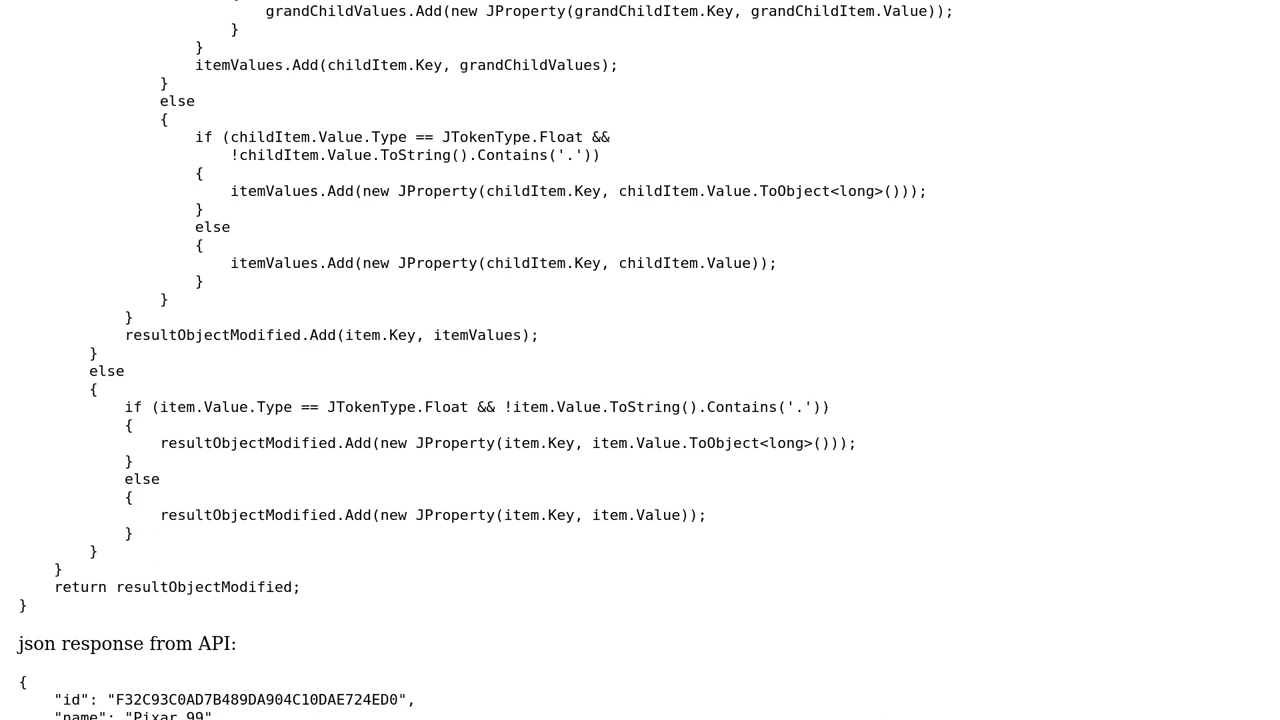 grandChildValues.Add(new JProperty(grandChildItem.Key, grandChildItem.Value));
}
}
itemValues.Add(childItem.Key, grandChildValues);
}
else
{
if (childItem.Value.Type == JTokenType.Float &&
!childItem.Value.ToString().Contains('.'))
{
itemValues.Add(new JProperty(childItem.Key, childItem.Value.ToObject<long>()));
}
else
{
itemValues.Add(new JProperty(childItem.Key, childItem.Value));
}
}
}
resultObjectModified.Add(item.Key, itemValues);
}
else
{
if (item.Value.Type == JTokenType.Float && !item.Value.ToString().Contains('.'))
{
resultObjectModified.Add(new JProperty(item.Key, item.Value.ToObject<long>()));
}
else
{
resultObjectModified.Add(new JProperty(item.Key, item.Value));
}
}
}
return resultObjectModified;
}
json response from API:
{
"id": "F32C93C0AD7B489DA904C10DAE724ED0",
"name": "Pixar 99"